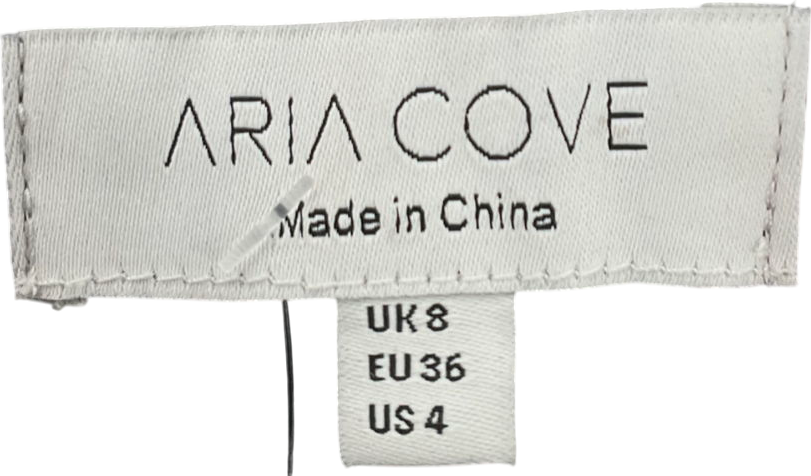 ARIA COVE
Made in China
UK 8
EU 36
US 4